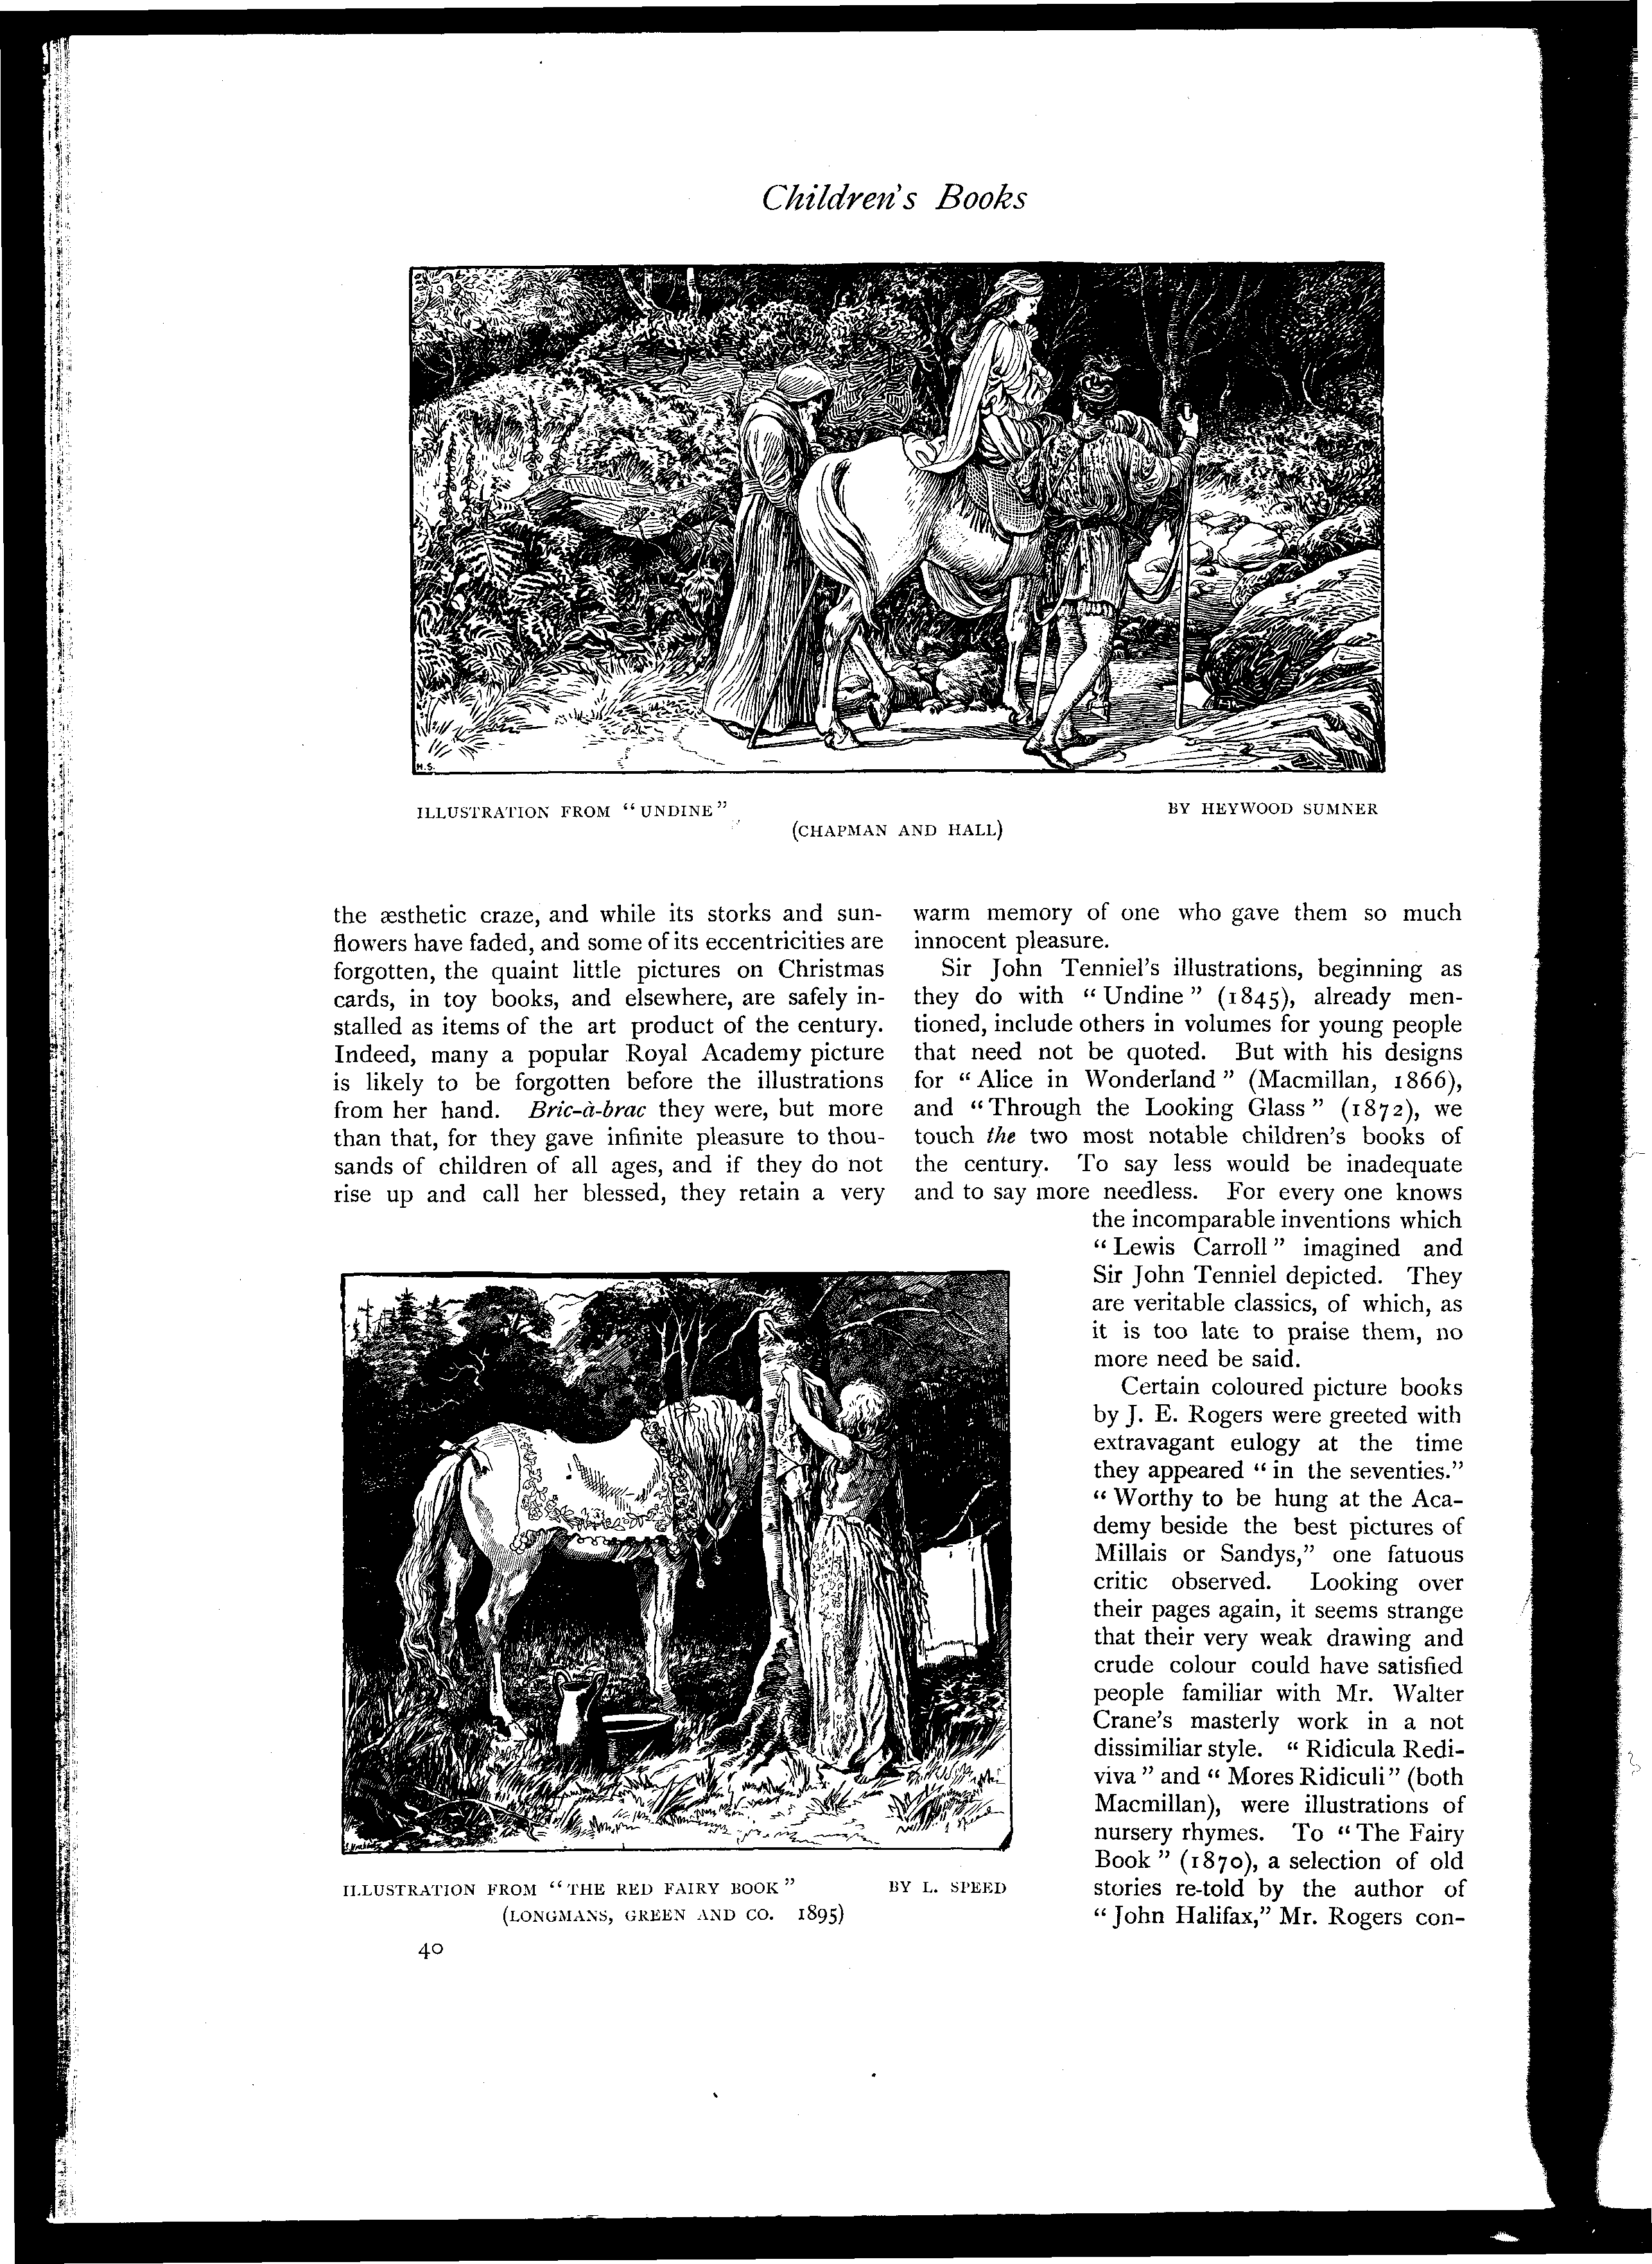 Children's Books
H.S.
ILLUSTRATION FROM “UNDINE”
BY HEYWOOD SUMNER
(CHAPMAN AND HALL)
the æsthetic craze, and while its storks and sun-
flowers have faded, and some of its eccentricities are
forgotten, the quaint little pictures on Christmas
cards, in toy books, and elsewhere, are safely in-
stalled as items of the art product of the century.
Indeed, many a popular Royal Academy picture
is likely to be forgotten before the illustrations
from her hand. Bric-à-brac they were, but more
than that, for they gave infinite pleasure to thou-
sands of children of all ages, and if they do not
rise up and call her blessed, they retain a very
warm memory of one who gave them so much
innocent pleasure.
Sir John Tenniel's illustrations, beginning as
they do with “Undine” (1845), already men-
tioned, include others in volumes for young people
that need not be quoted. But with his designs
for “Alice in Wonderland” (Macmillan, 1866),
and “Through the Looking Glass” (1872), we
touch the two most notable children's books of
the century. To say less would be inadequate
and to say more needless. For every one knows
the incomparable inventions which
“Lewis Carroll” imagined and
Sir John Tenniel depicted. They
are veritable classics, of which, as
it is too late to praise them, no
more need be said.
Certain coloured picture books
by J. E. Rogers were greeted with
extravagant eulogy at the time
they appeared “in the seventies.”
“Worthy to be hung at the Aca-
demy beside the best pictures of
Millais or Sandys,” one fatuous
critic observed. Looking over
their pages again, it seems strange
that their very weak drawing and
crude colour could have satisfied
people familiar with Mr. Walter
Crane's masterly work in a not
dissimiliar style. “Ridicula Redi-
viva” and “Mores Ridiculi” (both
Macmillan), were illustrations of
nursery rhymes. To “The Fairy
Book” (1870), a selection of old
stories re-told by the author of
“John Halifax,” Mr. Rogers con-
ILLUSTRATION FROM “THE RED FAIRY BOOK”
BY L. SPEED
(LONGMANS, GREEN AND CO. 1895)
40